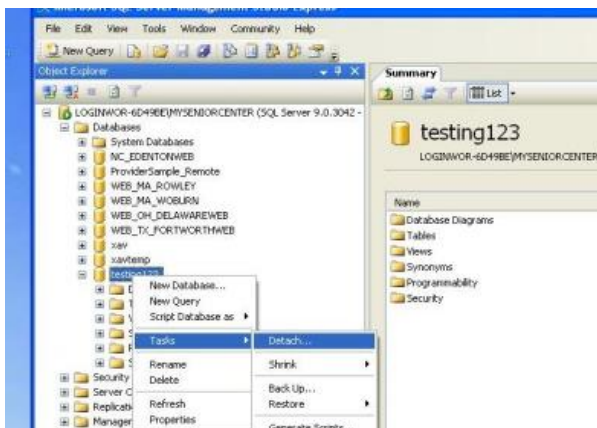 Microsoft SQL Server Management Studio Express
File Edit View Tools Window Community Help
New Query
Object Explorer
LOGINWOR-6D49BE\MYSENIORCENTER (SQL Server 9.0.3042 -
Databases
System Databases
NC_EDENTONWEB
ProviderSample_Remote
WEB_MA_ROWLEY
WEB_MA_WOBURN
WEB_OH_DELAWAREWEB
WEB_TX_FORTWORTHWEB
xav
xavtemp
testing123
Security
Server
Replicati
Manager
New Database...
New Query
Script Database as
Tasks
Rename
Delete
Refresh
Properties
Detach...
Shrink
Back Up...
Restore
Generate Scripts
Summary
List
testing123
LOGINWOR-6D49BE\MYSENIORCENTER
Name
Database Diagrams
Tables
Views
Synonyms
Programmability
Security